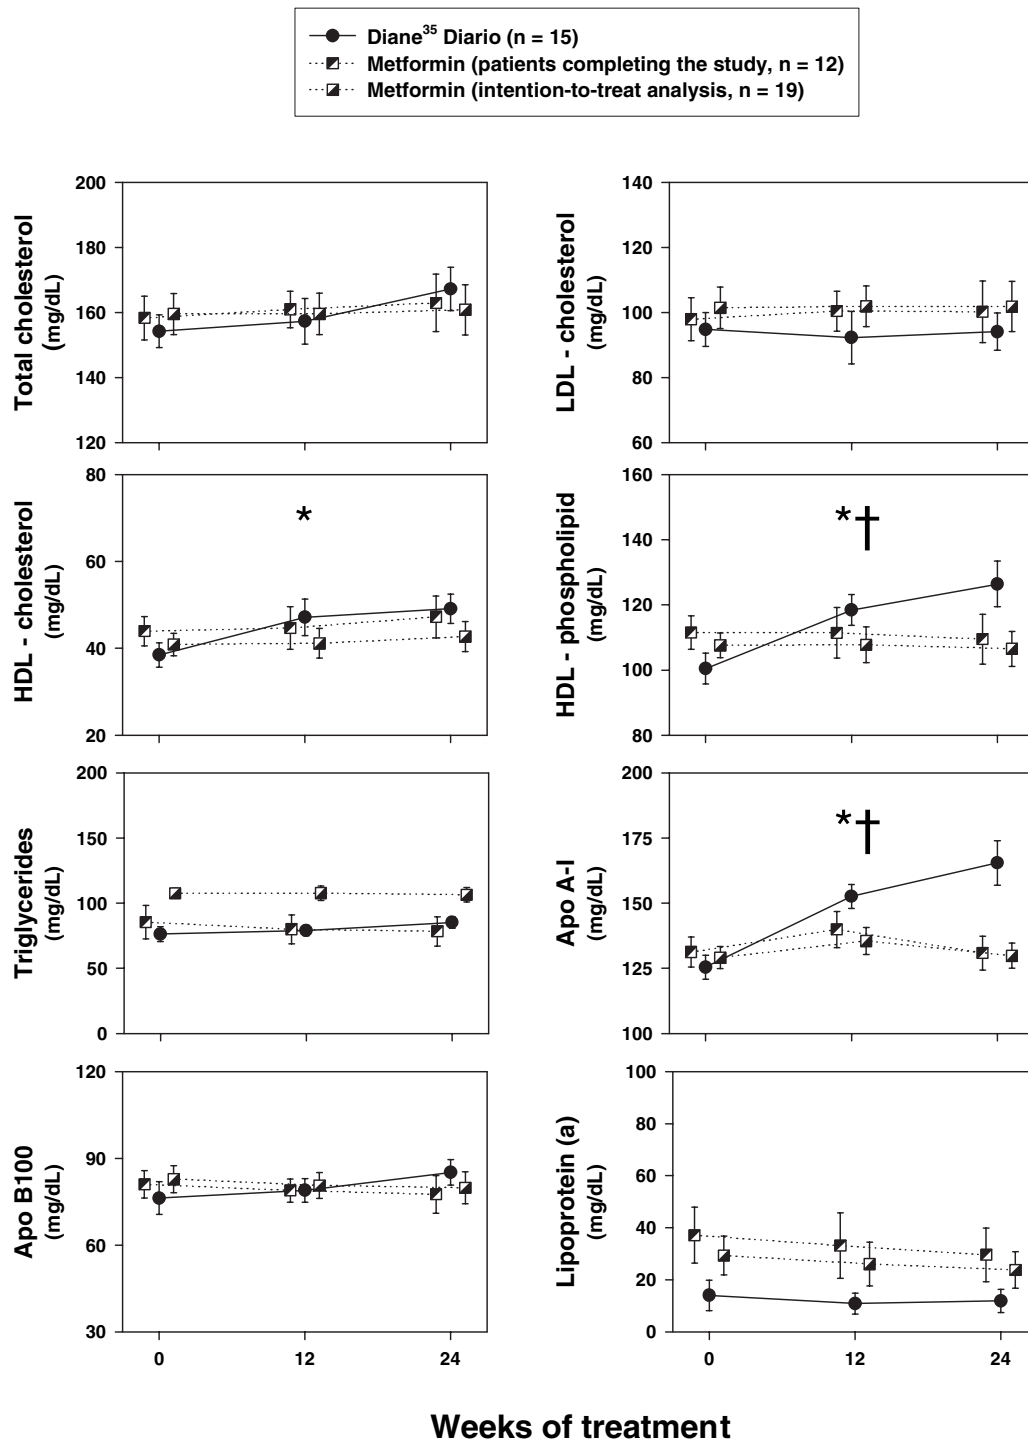 Diane35 Diario (n = 15)
Metformin (patients completing the study, n = 12)
Metformin (intention-to-treat analysis, n = 19)
Total cholesterol
(mg/dL)
200
180
160
140
120
LDL - cholesterol
(mg/dL)
140
120
100
80
60
HDL - cholesterol
(mg/dL)
80
60
40
20
*
HDL - phospholipid
(mg/dL)
160
140
120
100
80
*†
Triglycerides
(mg/dL)
200
150
100
50
0
Apo A-I
(mg/dL)
200
175
150
125
100
*†
Apo B100
(mg/dL)
120
90
60
30
0 12 24
Lipoprotein (a)
(mg/dL)
100
80
60
40
20
0
0 12 24
Weeks of treatment